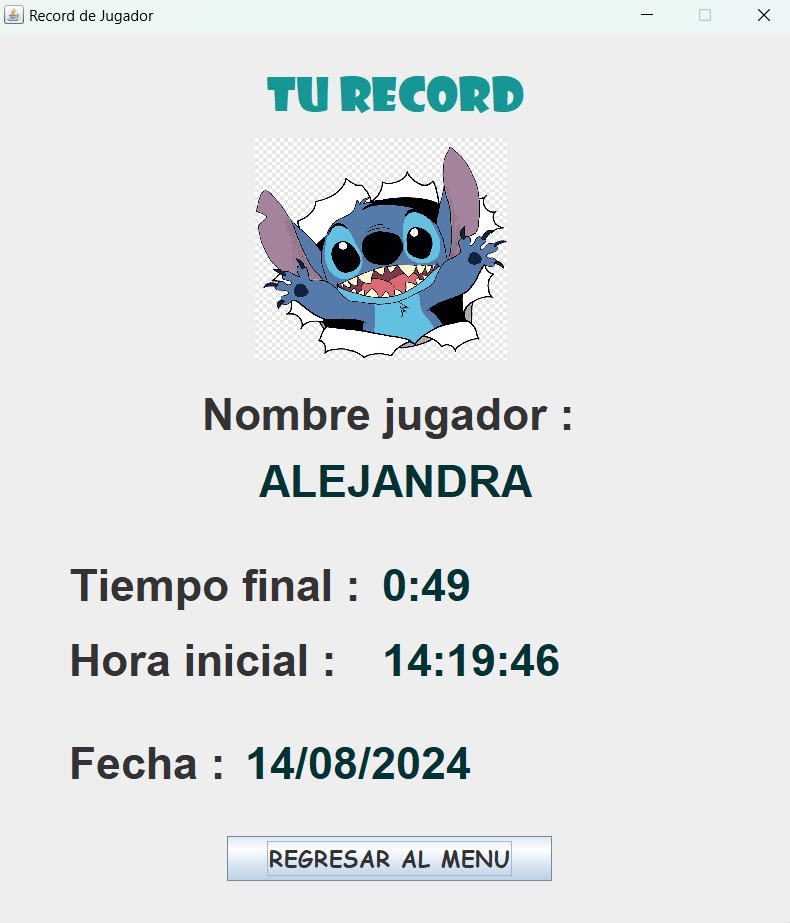 Record de Jugador
TU RECORD
Nombre jugador :
ALEJANDRA
Tiempo final : 0:49
Hora inicial : 14:19:46
Fecha : 14/08/2024
REGRESAR AL MENU